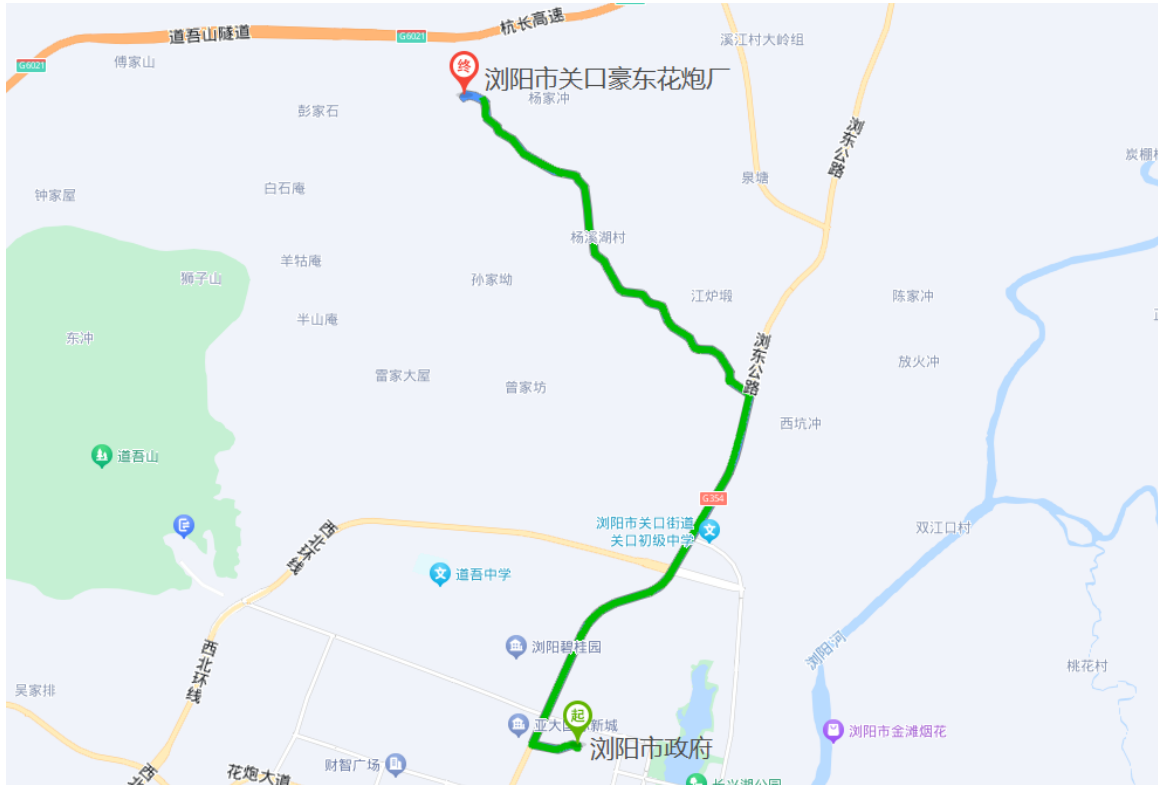 道吾山隧道
G6021
杭长高速
G6021
傅家山
溪江村大岭组
终
浏阳市关口豪东花炮厂
杨家冲
彭家石
浏东公路
泉塘
白石庵
钟家屋
杨溪湖村
羊牯庵
狮子山
孙家坳
江炉塅
陈家冲
半山庵
东冲
浏东公路
放火冲
雷家大屋
曾家坊
西坑冲
道吾山
G354
浏阳市关口街道
关口初级中学
文
双江口村
西北环线
文
道吾中学
浏阳碧桂园
浏阳河
西北环线
桃花村
吴家排
起
浏阳市政府
浏阳市金滩烟花
财智广场
花炮大道
长兴湖公园